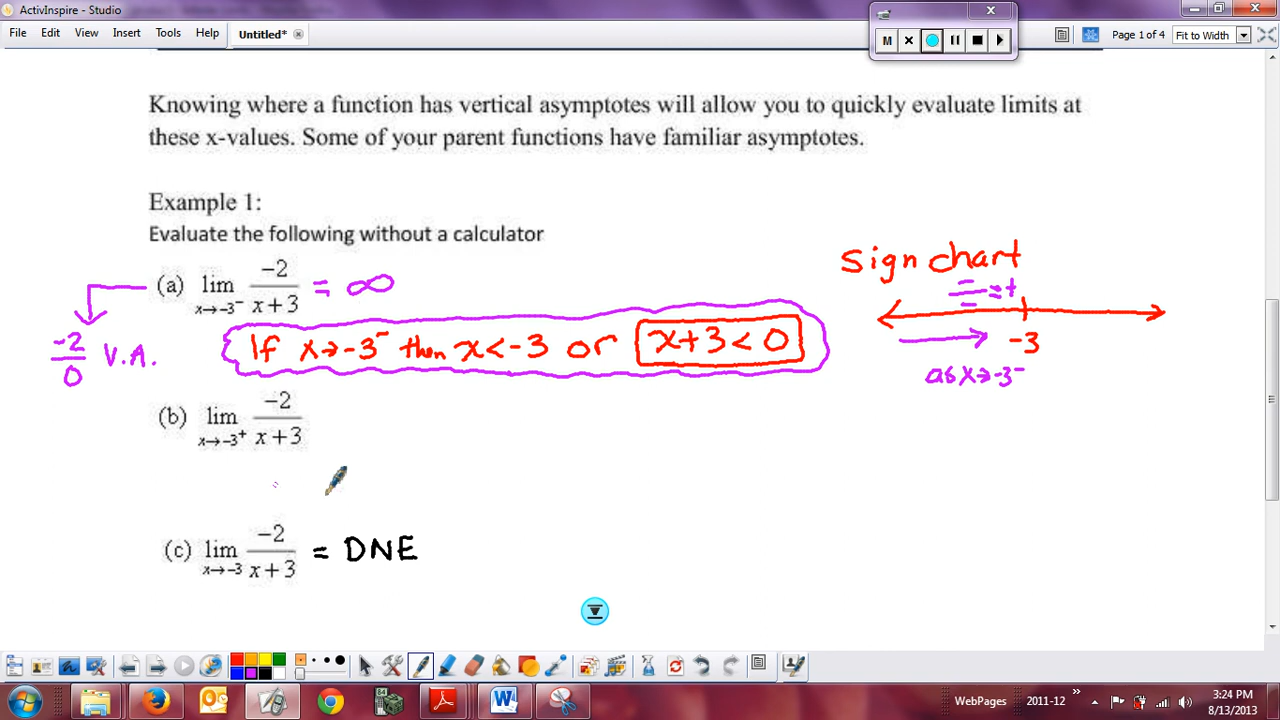 ActivInspire - Studio
File Edit View Insert Tools Help Untitled* Page 1 of 4 Fit to Width
M
Knowing where a function has vertical asymptotes will allow you to quickly evaluate limits at
these x-values. Some of your parent functions have familiar asymptotes.
Example 1:
Evaluate the following without a calculator
Sign chart
(a) lim x→-3⁻ -2/(x+3) = ∞
-/- = +
-3
as x→-3⁻
If x→-3⁻ then x<-3 or x+3<0
-2/0 V.A.
(b) lim x→-3⁺ -2/(x+3)
(c) lim x→-3 -2/(x+3) = DNE
WebPages 2011-12 » 3:24 PM
8/13/2013